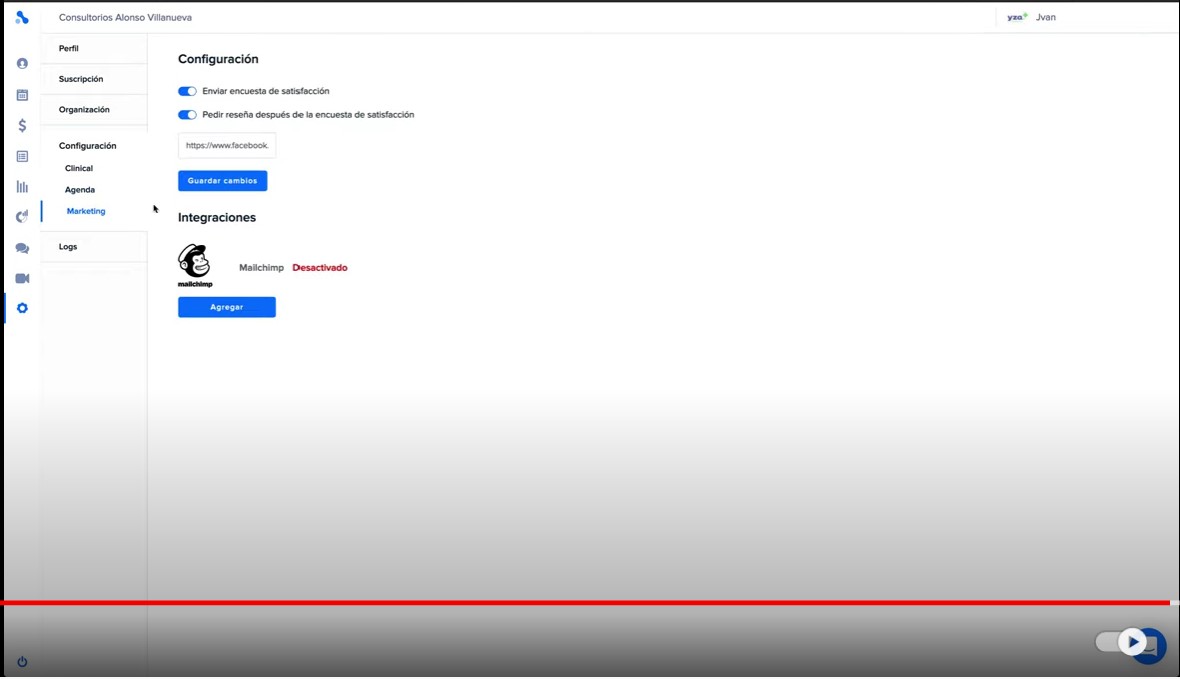 Consultorios Alonso Villanueva
yza
Jvan
Perfil
Suscripción
Organización
Configuración
Clinical
Agenda
Marketing
Logs
Configuración
Enviar encuesta de satisfacción
Pedir reseña después de la encuesta de satisfacción
https://www.facebook.
Guardar cambios
Integraciones
mailchimp
Mailchimp Desactivado
Agregar